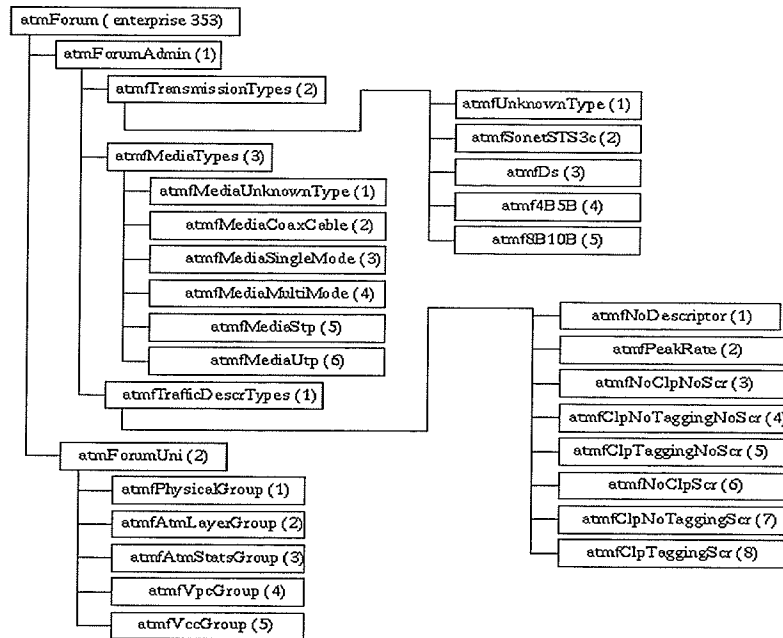 atmForum ( enterprise 353)
atmForumAdmin (1)
atmfTransmissionTypes (2)
atmfUnknownType (1)
atmfSonetSTS3c (2)
atmfDs (3)
atmf4B5B (4)
atmf8B10B (5)
atmfMediaTypes (3)
atmfMediaUnknownType (1)
atmfMediaCoaxCable (2)
atmfMediaSingleMode (3)
atmfMediaMultiMode (4)
atmfMediaStp (5)
atmfMediaUtp (6)
atmfTrafficDescrTypes (1)
atmfNoDescriptor (1)
atmfPeakRate (2)
atmfNoClpNoScr (3)
atmfClpNoTaggingNoScr (4)
atmfClpTaggingNoScr (5)
atmfNoClpScr (6)
atmfClpNoTaggingScr (7)
atmfClpTaggingScr (8)
atmForumUni (2)
atmfPhysicalGroup (1)
atmfAtmLayerGroup (2)
atmfAtmStatsGroup (3)
atmfVpcGroup (4)
atmfVccGroup (5)